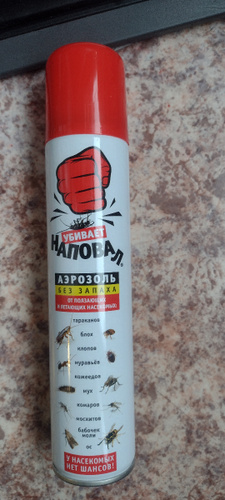 УБИВАЕТ
НАПОВАЛ
АЭРОЗОЛЬ
БЕЗ ЗАПАХА
ОТ ПОЛЗАЮЩИХ
И ЛЕТАЮЩИХ НАСЕКОМЫХ:
тараканов
блох
клопов
муравьёв
кожеедов
мух
комаров
москитов
бабочек
моли
ос
У НАСЕКОМЫХ
НЕТ ШАНСОВ!